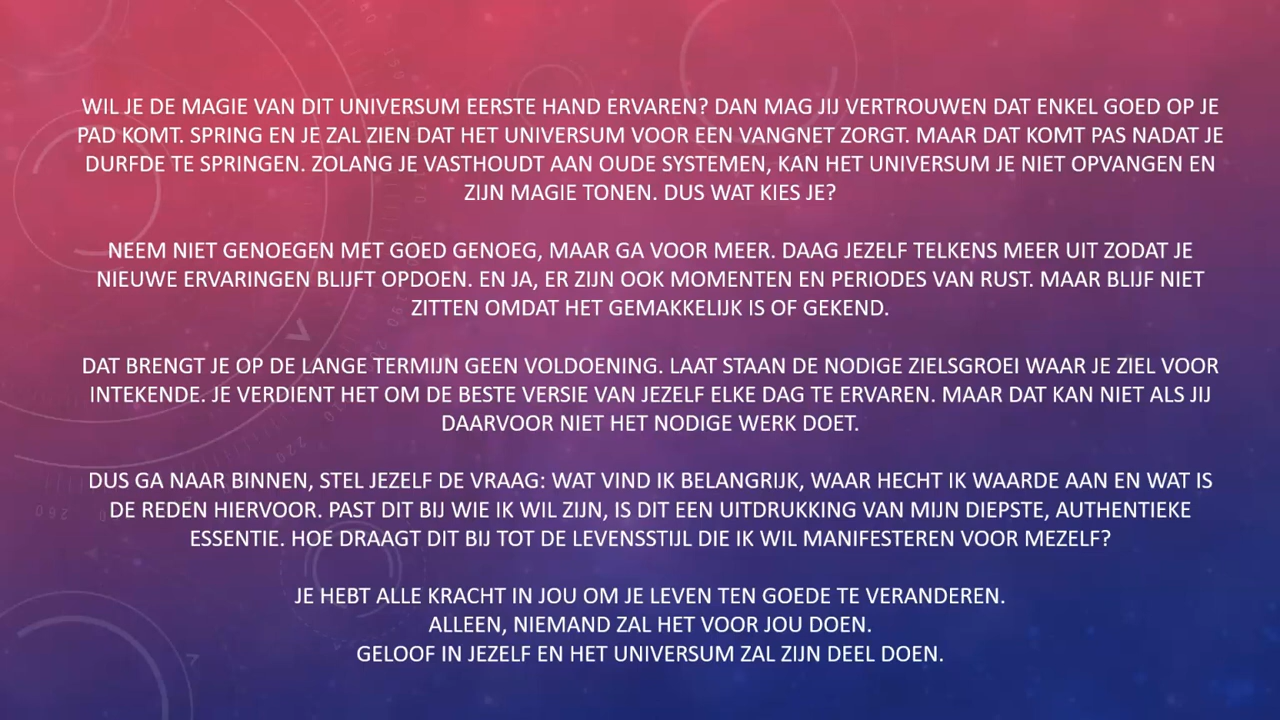 WIL JE DE MAGIE VAN DIT UNIVERSUM EERSTE HAND ERVAREN? DAN MAG JIJ VERTROUWEN DAT ENKEL GOED OP JE
PAD KOMT. SPRING EN JE ZAL ZIEN DAT HET UNIVERSUM VOOR EEN VANGNET ZORGT. MAAR DAT KOMT PAS NADAT JE
DURFDE TE SPRINGEN. ZOLANG JE VASTHOUDT AAN OUDE SYSTEMEN, KAN HET UNIVERSUM JE NIET OPVANGEN EN
ZIJN MAGIE TONEN. DUS WAT KIES JE?
NEEM NIET GENOEGEN MET GOED GENOEG, MAAR GA VOOR MEER. DAAG JEZELF TELKENS MEER UIT ZODAT JE
NIEUWE ERVARINGEN BLIJFT OPDOEN. EN JA, ER ZIJN OOK MOMENTEN EN PERIODES VAN RUST. MAAR BLIJF NIET
ZITTEN OMDAT HET GEMAKKELIJK IS OF GEKEND.
DAT BRENGT JE OP DE LANGE TERMIJN GEEN VOLDOENING. LAAT STAAN DE NODIGE ZIELSGROEI WAAR JE ZIEL VOOR
INTEKENDE. JE VERDIENT HET OM DE BESTE VERSIE VAN JEZELF ELKE DAG TE ERVAREN. MAAR DAT KAN NIET ALS JIJ
DAARVOOR NIET HET NODIGE WERK DOET.
DUS GA NAAR BINNEN, STEL JEZELF DE VRAAG: WAT VIND IK BELANGRIJK, WAAR HECHT IK WAARDE AAN EN WAT IS
DE REDEN HIERVOOR. PAST DIT BIJ WIE IK WIL ZIJN, IS DIT EEN UITDRUKKING VAN MIJN DIEPSTE, AUTHENTIEKE
ESSENTIE. HOE DRAAGT DIT BIJ TOT DE LEVENSSTIJL DIE IK WIL MANIFESTEREN VOOR MEZELF?
JE HEBT ALLE KRACHT IN JOU OM JE LEVEN TEN GOEDE TE VERANDEREN.
ALLEEN, NIEMAND ZAL HET VOOR JOU DOEN.
GELOOF IN JEZELF EN HET UNIVERSUM ZAL ZIJN DEEL DOEN.